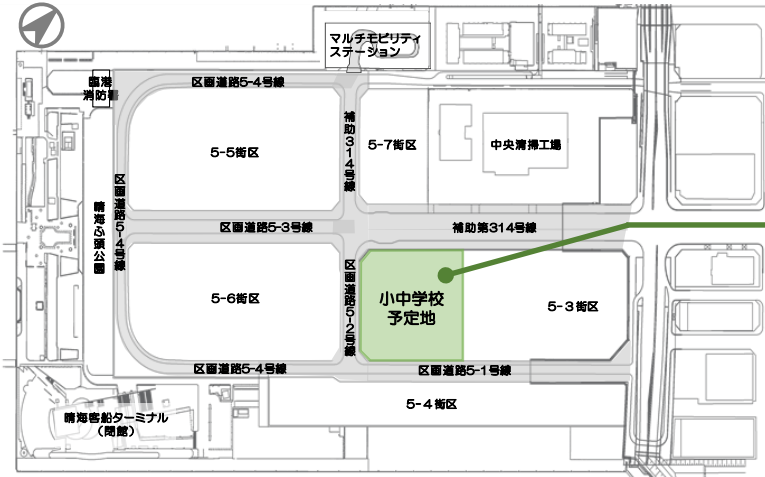 マルチモビリティ
ステーション
臨港
消防署
区画道路5-4号線
補助314号線
5-7街区
中央清掃工場
5-5街区
区画道路5-4号線
晴海ふ頭公園
区画道路5-3号線
補助第314号線
区画道路5-2号線
小中学校
予定地
5-6街区
5-3街区
区画道路5-4号線
区画道路5-1号線
5-4街区
晴海客船ターミナル
（閉館）